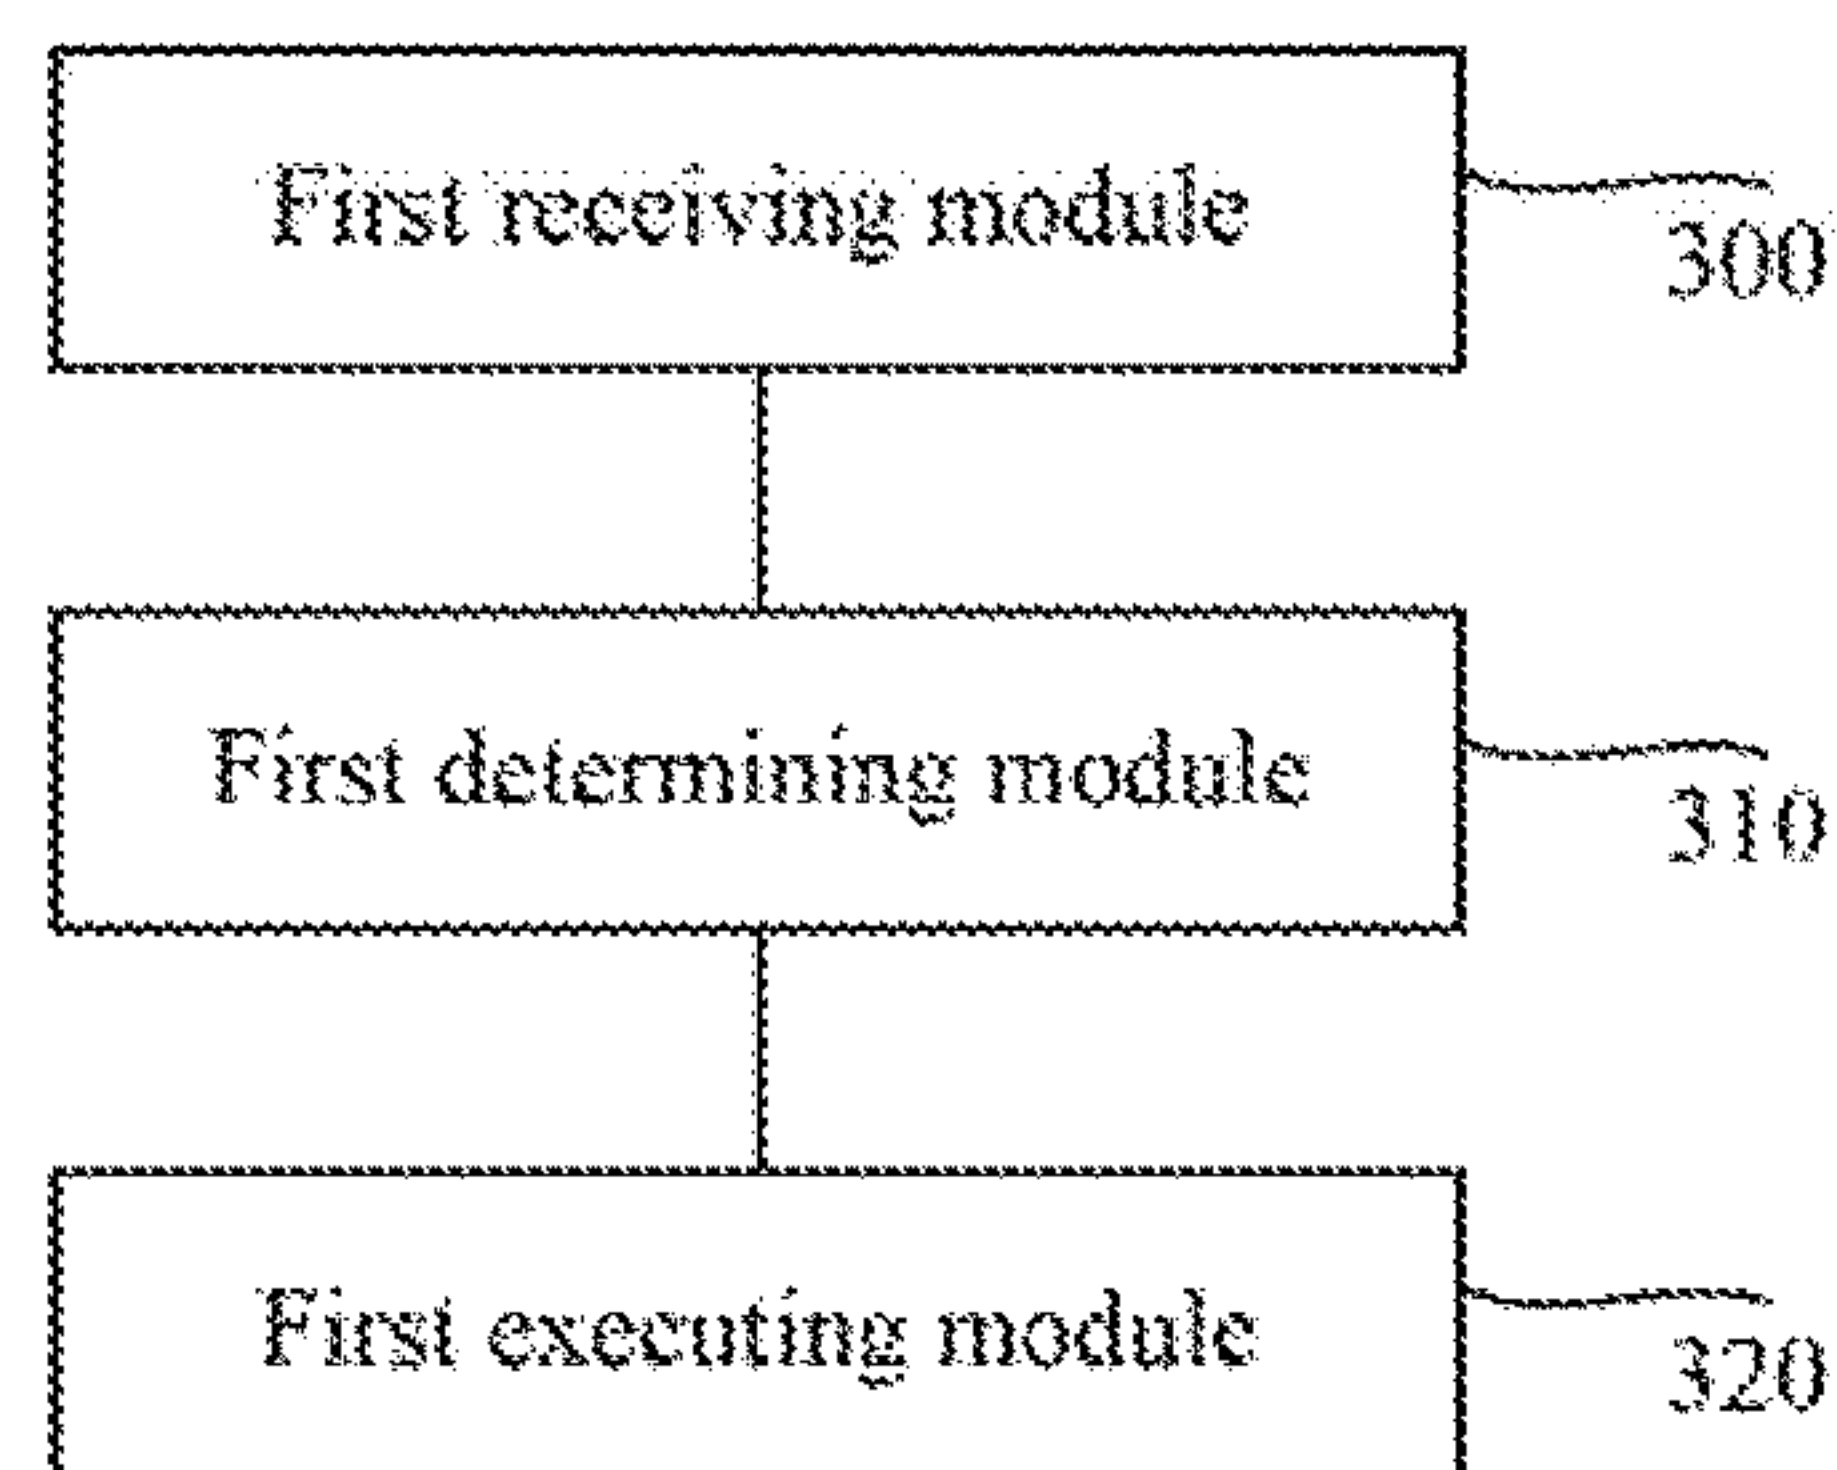 First receiving module
300
First determining module
310
First executing module
320